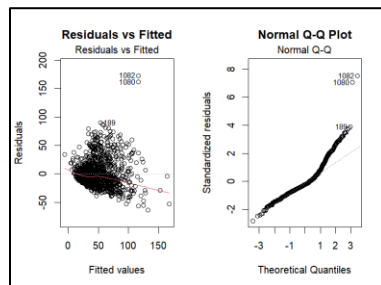 Residuals vs Fitted
Residuals vs Fitted
1082
1080
189
Residuals
200
150
100
50
0
-50
0 50 100 150
Fitted values
Normal Q-Q Plot
Normal Q-Q
1082
1080
189
Standardized residuals
8
6
4
2
0
-2
-3 -1 0 1 2 3
Theoretical Quantiles